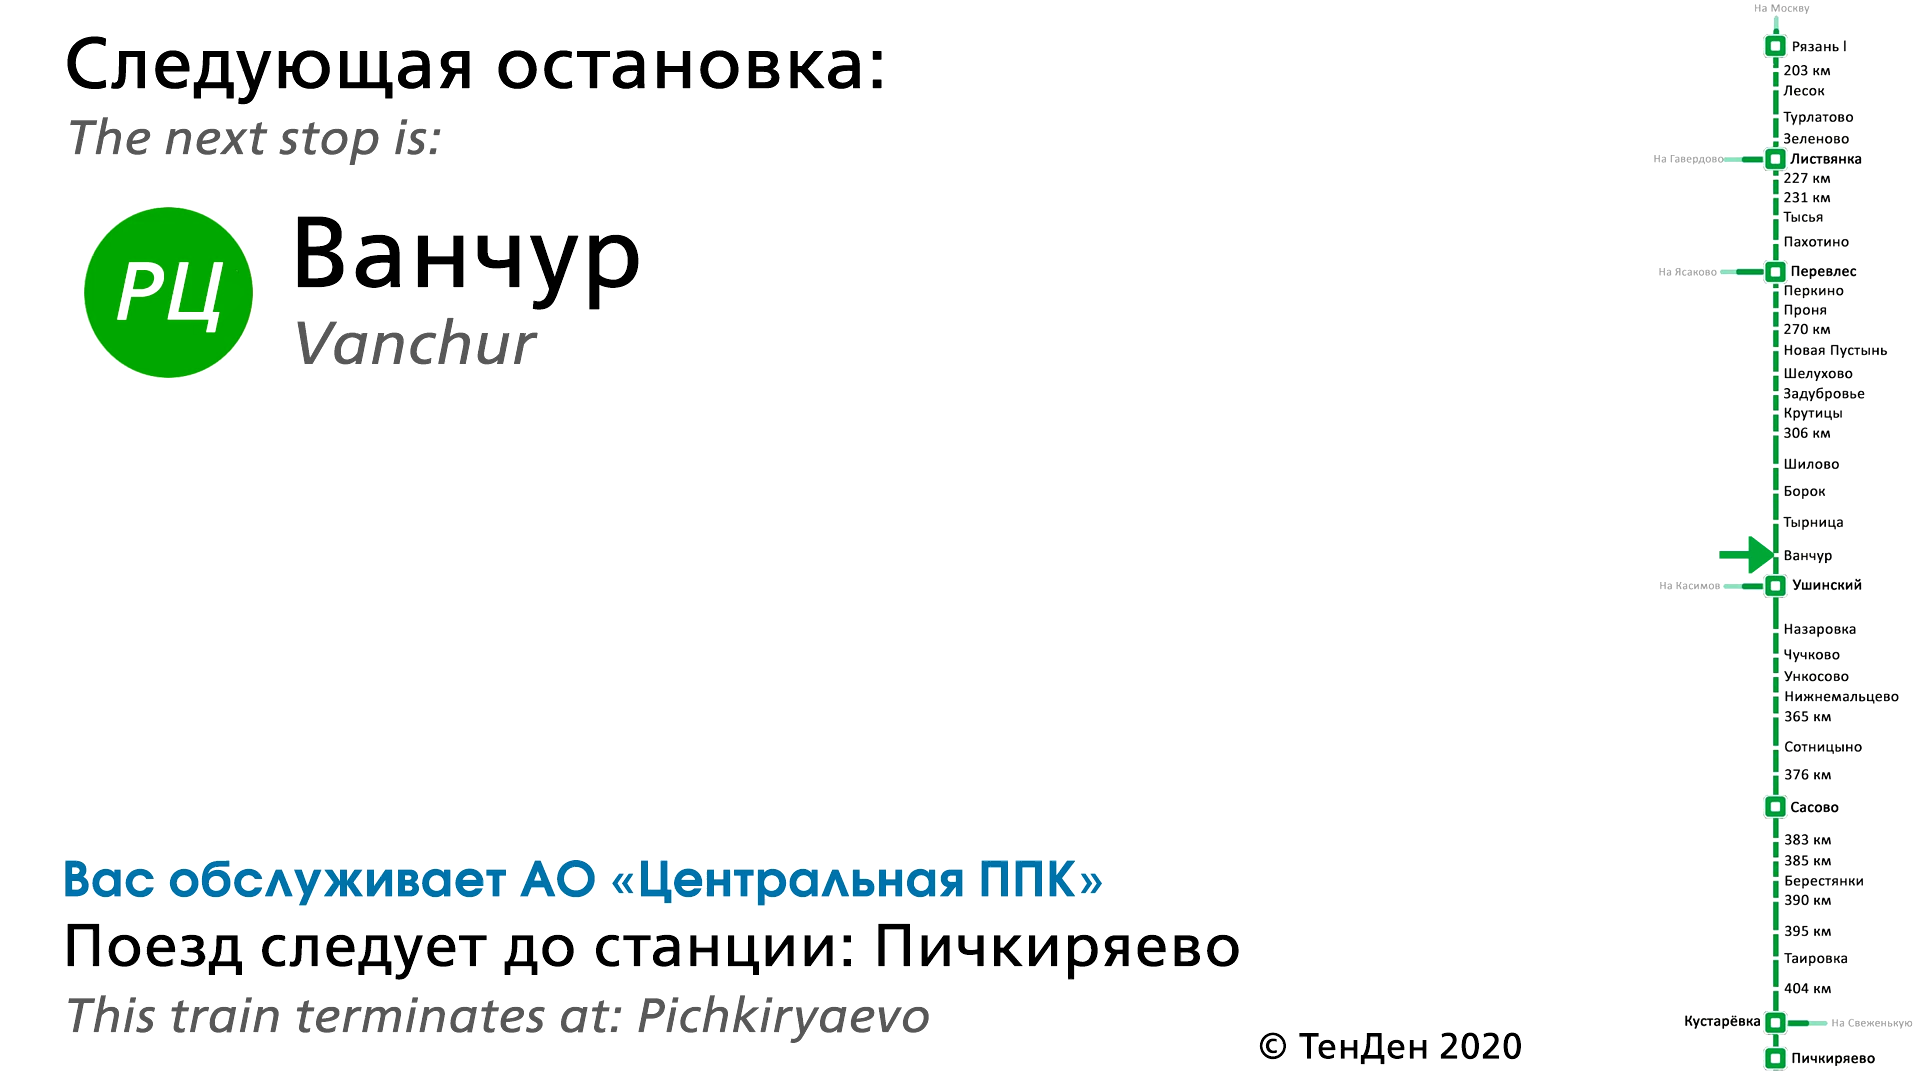 Следующая остановка:
The next stop is:
РЦ
Ванчур
Vanchur
Вас обслуживает АО «Центральная ППК»
Поезд следует до станции: Пичкиряево
This train terminates at: Pichkiryaevo
© ТенДен 2020
На Москву
Рязань I
203 км
Лесок
Турлатово
Зеленово
На Гавердово
Листвянка
227 км
231 км
Тысья
Пахотино
На Ясаково
Перевлес
Перкино
Проня
270 км
Новая Пустынь
Шелухово
Задубровье
Крутицы
306 км
Шилово
Борок
Тырница
Ванчур
На Касимов
Ушинский
Назаровка
Чучково
Ункосово
Нижнемальцево
365 км
Сотницыно
376 км
Сасово
383 км
385 км
Берестянки
390 км
395 км
Таировка
404 км
Кустарёвка
На Свеженькую
Пичкиряево